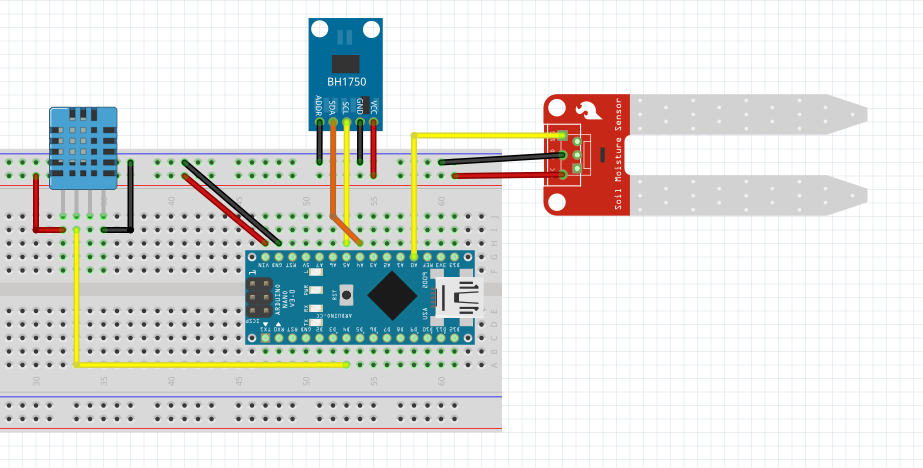 BH1750
ADDR SDA SCL GND VCC
Soil Moisture Sensor
40 50 55 60
J
I
H
G
F
VIN GND RST 5V A7 A6 A5 A4 A3 A2 A1 A0 REF 3V3 D13
1
L
PWR
RX
TX
RST
ARDUINO
NANO
V3.0
ARDUINO.CC
2009
USA
ICSP
TX1 RX0 RST GND D2 D3 D4 D5 D6 D7 D8 D9 D10 D11 D12
E
D
C
B
A
30 35 40 45 50 55 60